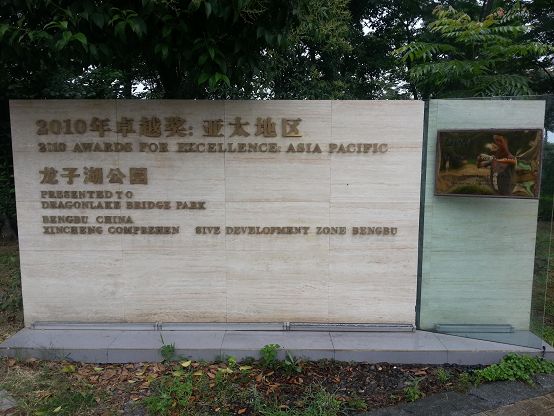 2010年卓越奖: 亚太地区
2010 AWARDS FOR EXCELLENCE: ASIA PACIFIC
龙子湖公园
PRESENTED TO
DRAGONLAKE BRIDGE PARK
BENGBU CHINA
XINCHENG COMPREHEN SIVE DEVELOPMENT ZONE BENGBU